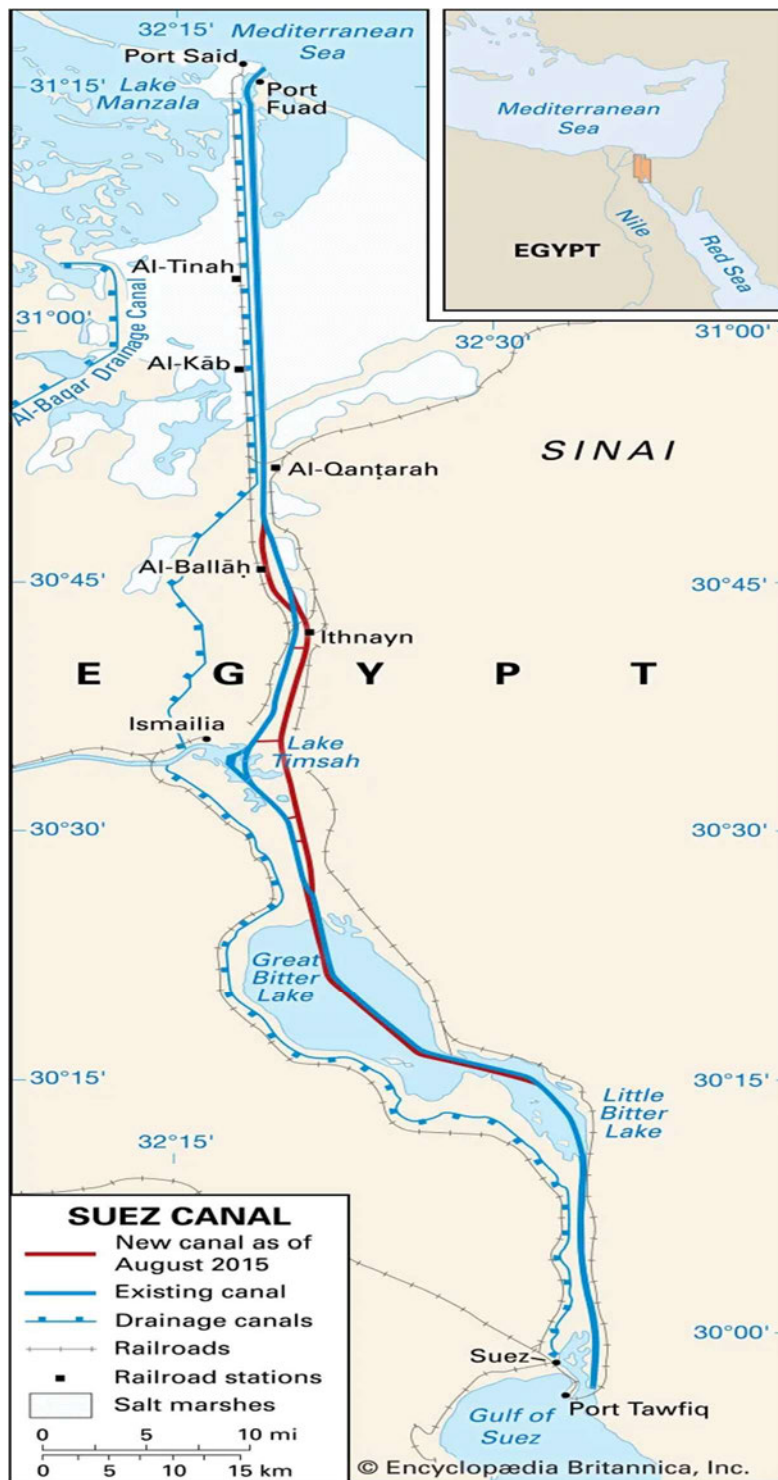 32°15'
Mediterranean
Sea
Port Said
31°15'
Lake
Manzala
Port
Fuad
Mediterranean
Sea
Nile
Red Sea
EGYPT
Al-Tinah
Al-Baqar Drainage Canal
31°00'
32°30'
31°00'
Al-Kāb
SINAI
Al-Qanṭarah
30°45'
Al-Ballāḥ
30°45'
Ithnayn
EGYPT
Ismailia
Lake
Timsah
30°30'
30°30'
Great
Bitter
Lake
30°15'
30°15'
Little
Bitter
Lake
32°15'
SUEZ CANAL
New canal as of
August 2015
Existing canal
Drainage canals
Railroads
Railroad stations
Salt marshes
0 5 10 mi
0 5 10 15 km
30°00'
Suez
Port Tawfiq
Gulf of
Suez
© Encyclopædia Britannica, Inc.